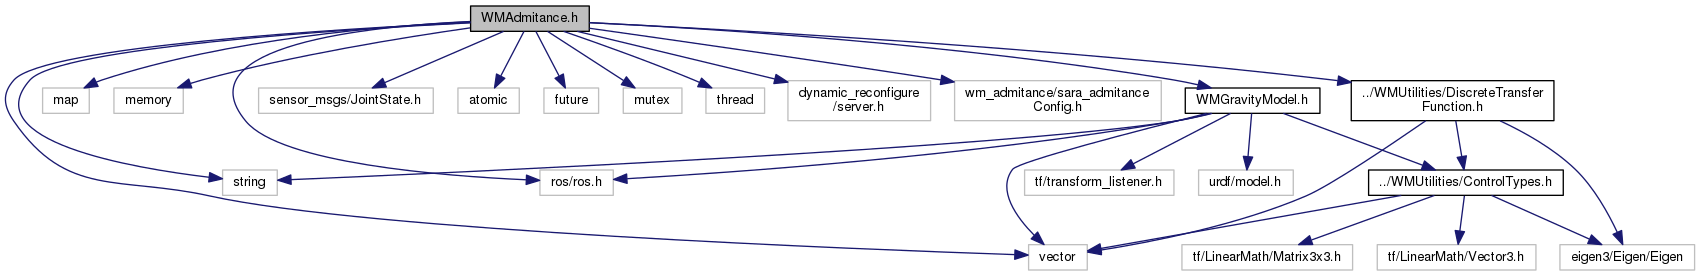 WMAdmitance.h
map
memory
sensor_msgs/JointState.h
atomic
future
mutex
thread
dynamic_reconfigure
/server.h
wm_admitance/sara_admitance
Config.h
WMGravityModel.h
../WMUtilities/DiscreteTransfer
Function.h
string
ros/ros.h
tf/transform_listener.h
urdf/model.h
../WMUtilities/ControlTypes.h
vector
tf/LinearMath/Matrix3x3.h
tf/LinearMath/Vector3.h
eigen3/Eigen/Eigen